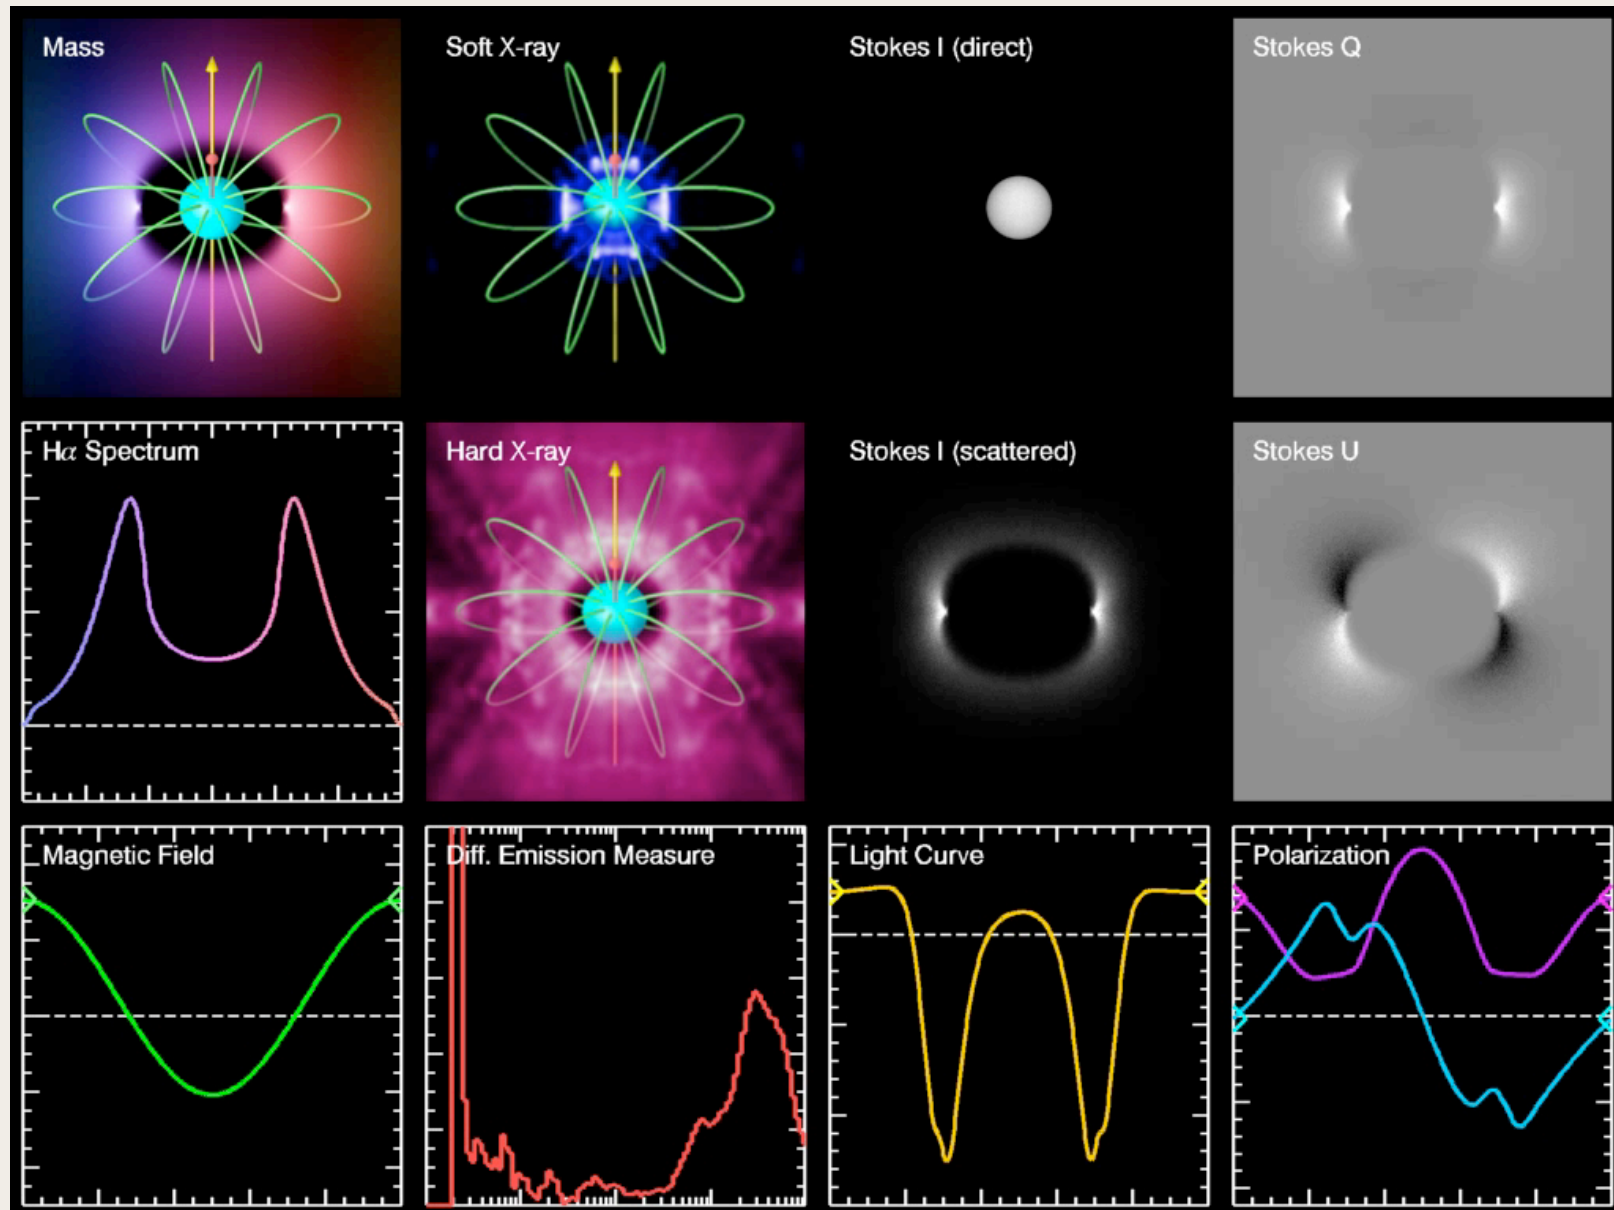 Mass
Soft X-ray
Stokes I (direct)
Stokes Q
Hα Spectrum
Hard X-ray
Stokes I (scattered)
Stokes U
Magnetic Field
Diff. Emission Measure
Light Curve
Polarization